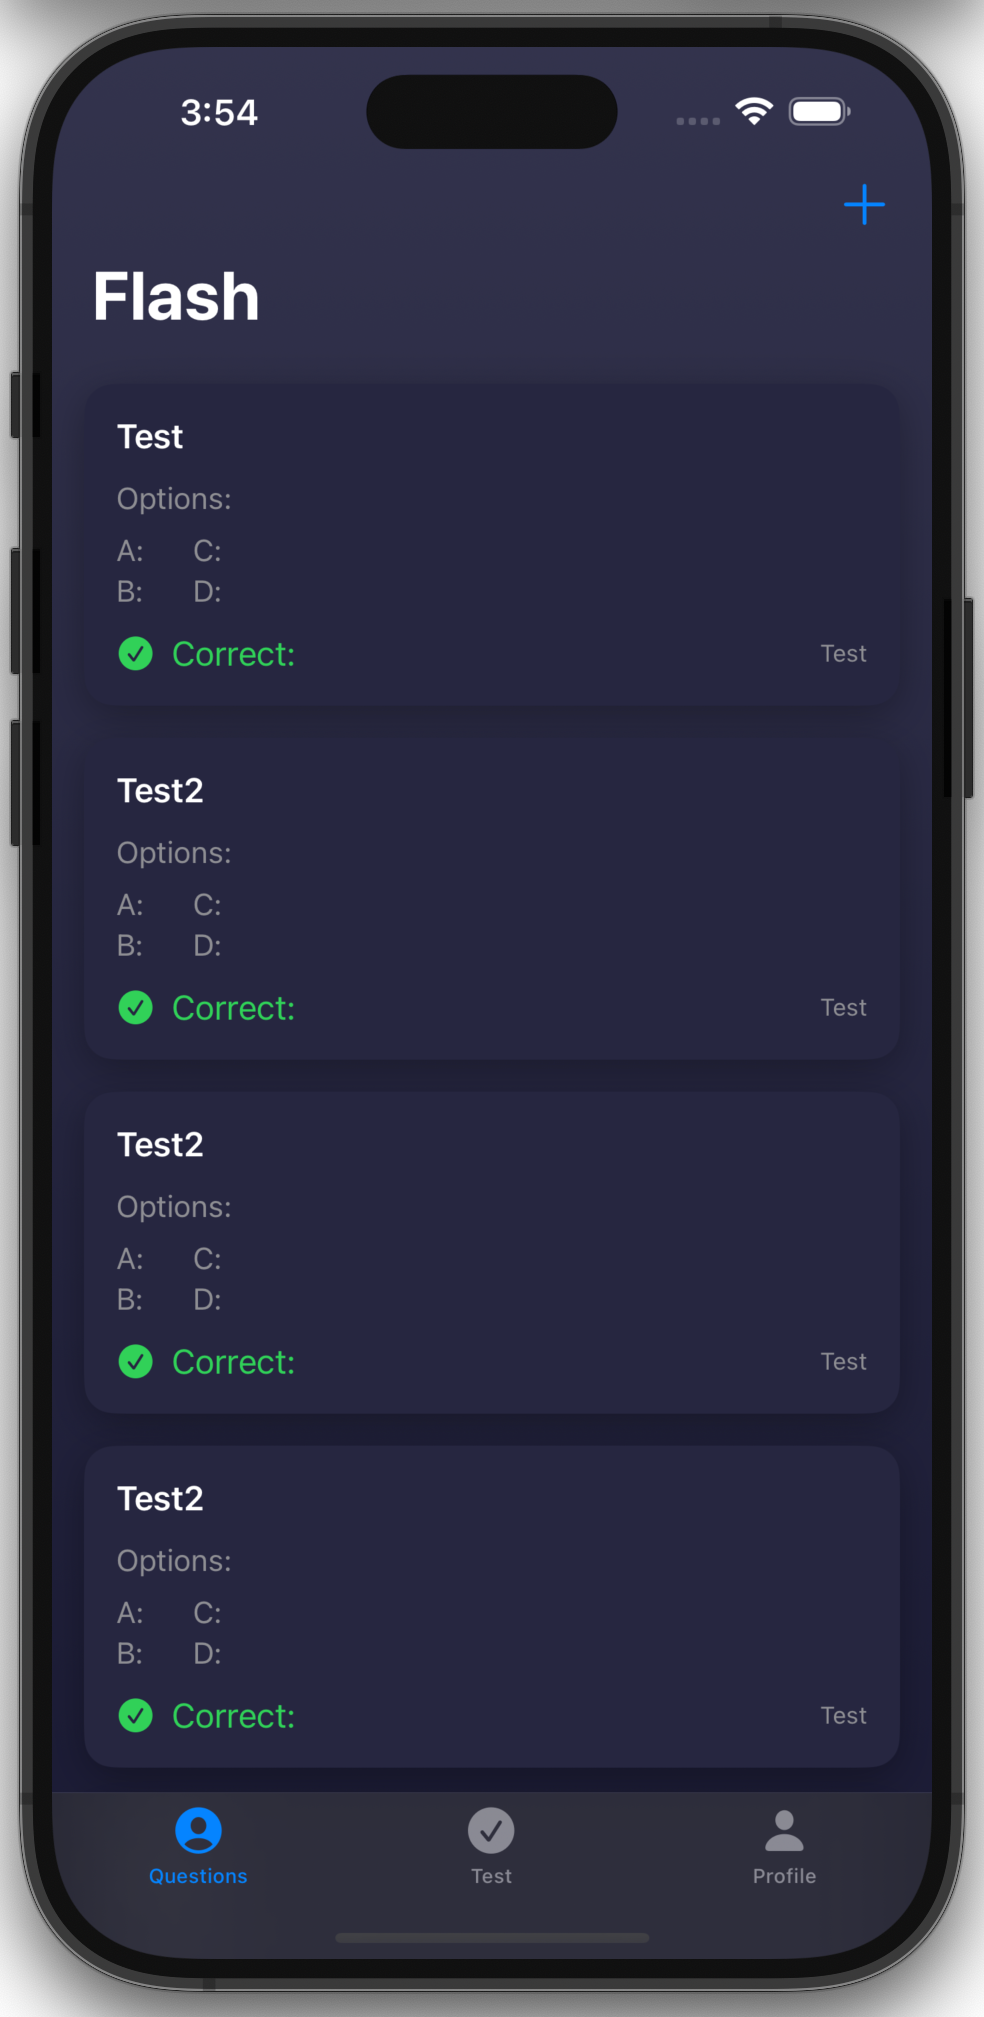 3:54
Flash
Test
Options:
A: C:
B: D:
Correct: Test
Test2
Options:
A: C:
B: D:
Correct: Test
Test2
Options:
A: C:
B: D:
Correct: Test
Test2
Options:
A: C:
B: D:
Correct: Test
Questions Test Profile